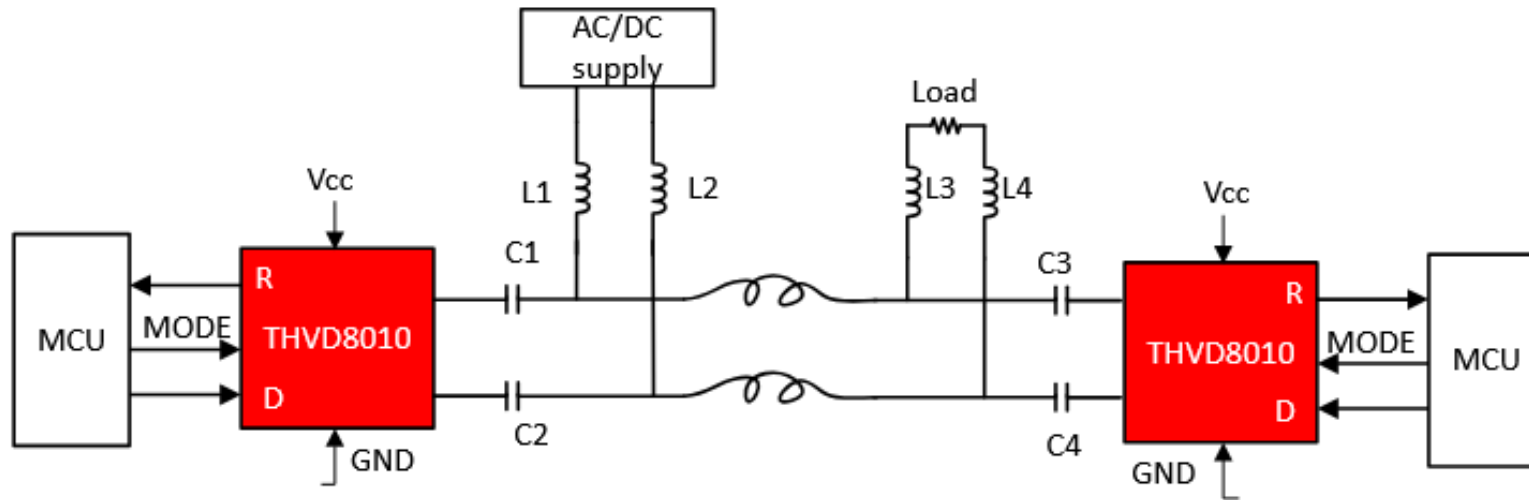 AC/DC
supply
Load
L1
L2
L3
L4
Vcc
Vcc
C1
C3
R
R
MCU
MODE
THVD8010
THVD8010
MODE
MCU
D
D
C2
C4
GND
GND